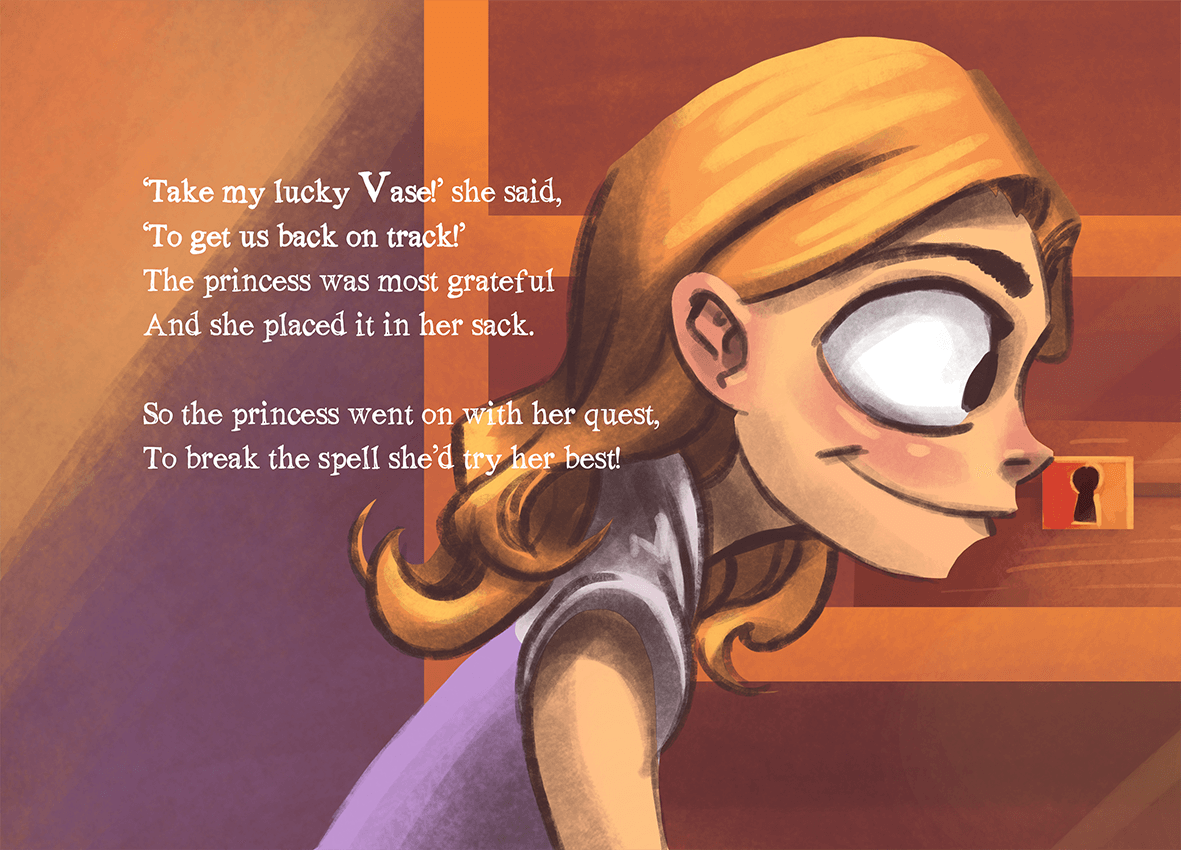 ‘Take my lucky Vase!’ she said,
‘To get us back on track!’
The princess was most grateful
And she placed it in her sack.
So the princess went on with her quest,
To break the spell she’d try her best!